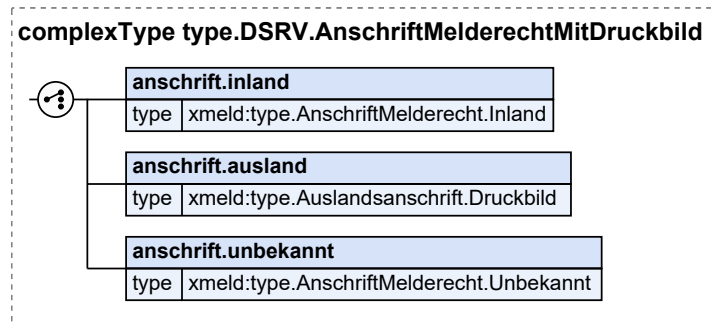 complexType type.DSRV.AnschriftMelderechtMitDruckbild
anschrift.inland
type xmeld:type.AnschriftMelderecht.Inland
anschrift.ausland
type xmeld:type.Auslandsanschrift.Druckbild
anschrift.unbekannt
type xmeld:type.AnschriftMelderecht.Unbekannt